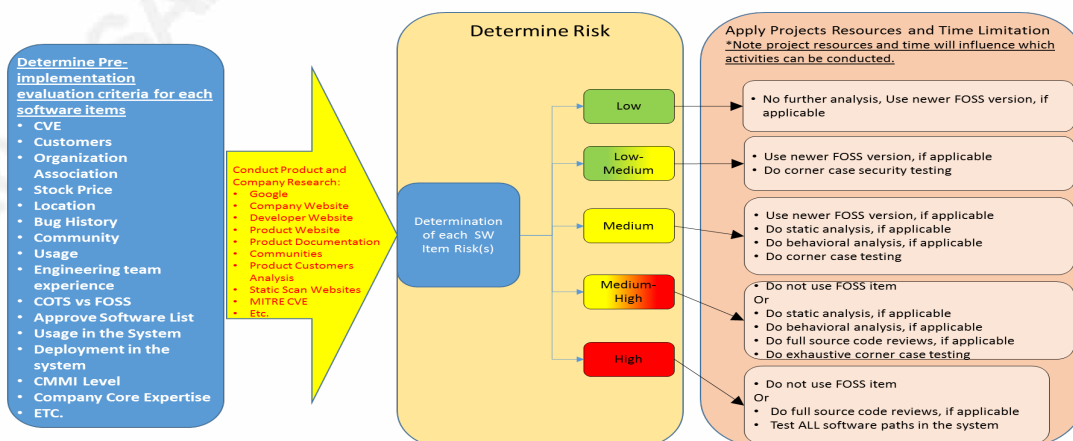 Determine Pre-
implementation
evaluation criteria for each
software items
• CVE
• Customers
• Organization
Association
• Stock Price
• Location
• Bug History
• Community
• Usage
• Engineering team
experience
• COTS vs FOSS
• Approve Software List
• Usage in the System
• Deployment in the
system
• CMMI Level
• Company Core Expertise
• ETC.
Conduct Product and
Company Research:
• Google
• Company Website
• Developer Website
• Product Website
• Product Documentation
• Communities
• Product Customers
Analysis
• Static Scan Websites
• MITRE CVE
• Etc.
Determine Risk
Determination
of each SW
Item Risk(s)
Low
Low-
Medium
Medium
Medium-
High
High
Apply Projects Resources and Time Limitation
*Note project resources and time will influence which
activities can be conducted.
• No further analysis, Use newer FOSS version, if
applicable
• Use newer FOSS version, if applicable
• Do corner case security testing
• Use newer FOSS version, if applicable
• Do static analysis, if applicable
• Do behavioral analysis, if applicable
• Do corner case testing
• Do not use FOSS item
Or
• Do static analysis, if applicable
• Do behavioral analysis, if applicable
• Do full source code reviews, if applicable
• Do exhaustive corner case testing
• Do not use FOSS item
Or
• Do full source code reviews, if applicable
• Test ALL software paths in the system